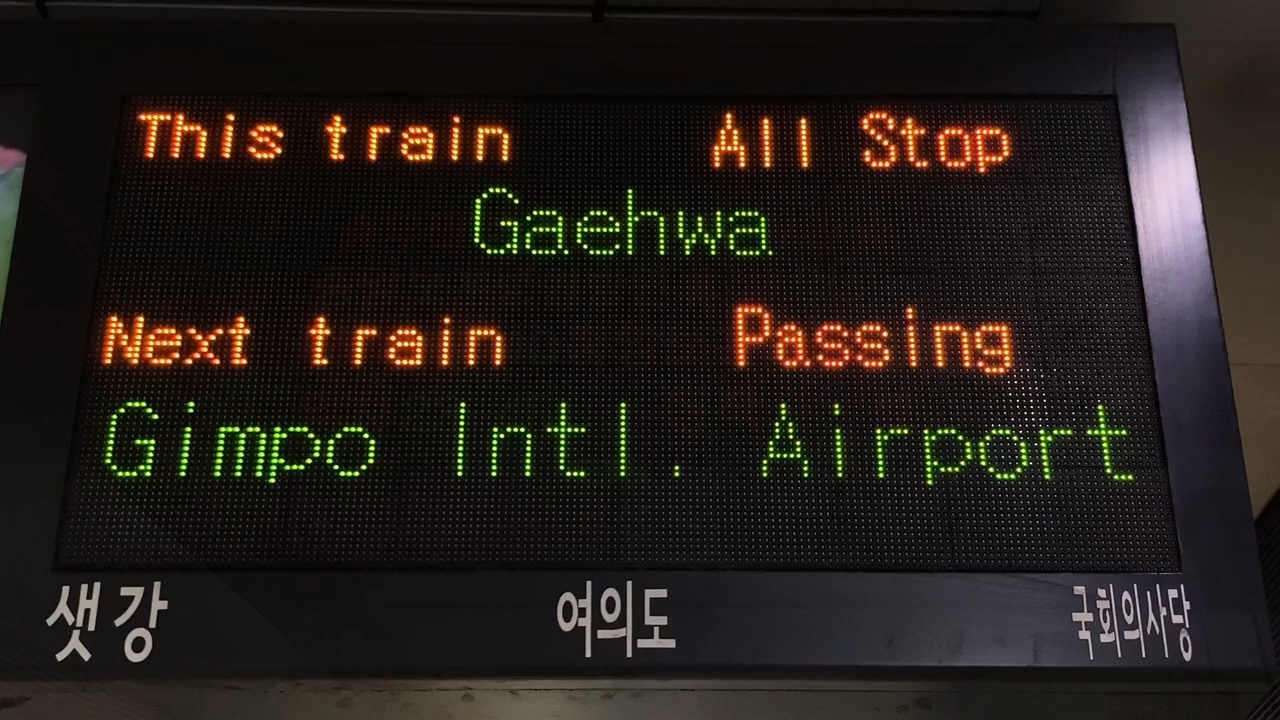 This train All Stop
Gaehwa
Next train Passing
Gimpo Intl. Airport
샛강 여의도 국회의사당